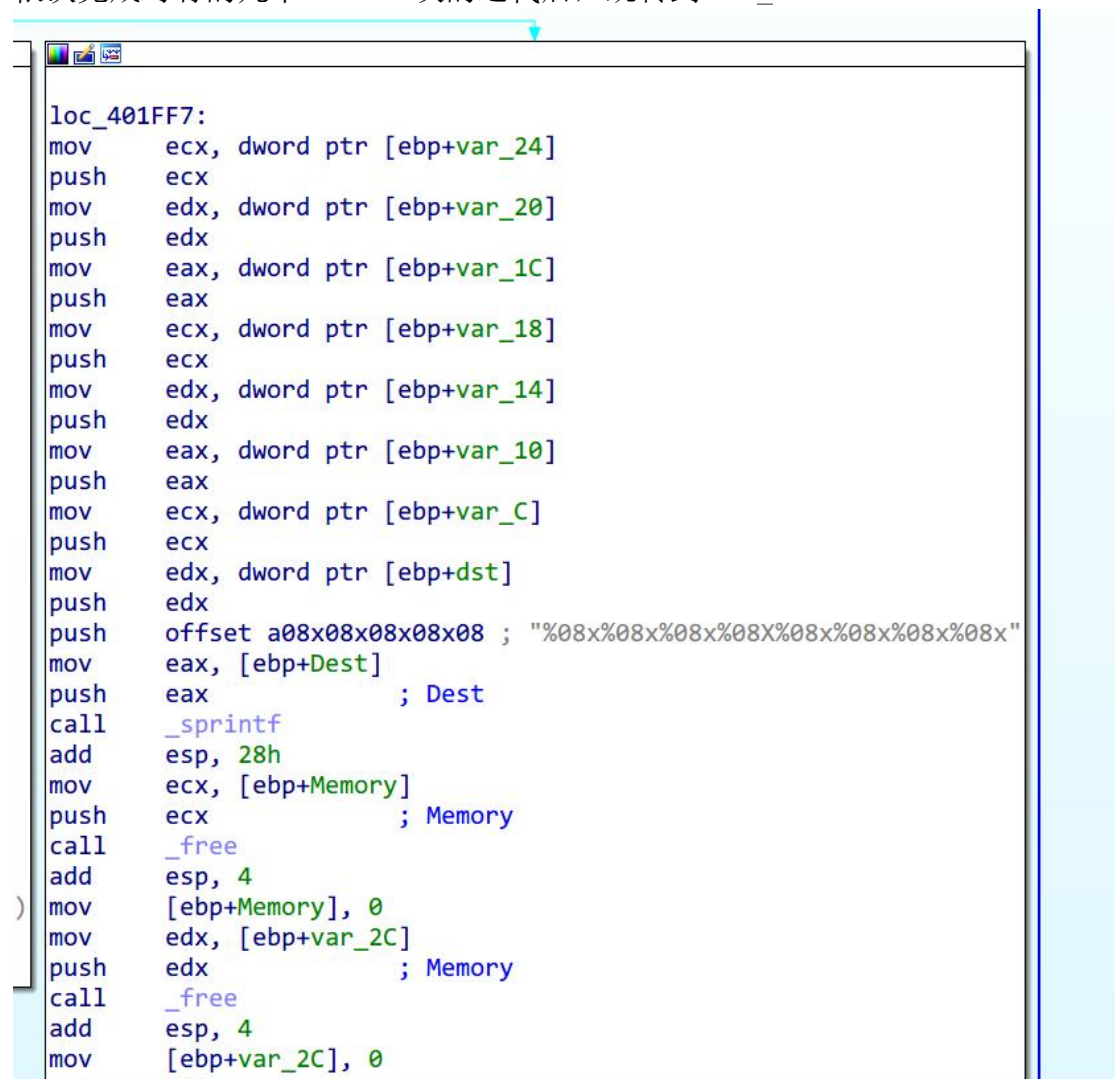 loc_401FF7:
mov ecx, dword ptr [ebp+var_24]
push ecx
mov edx, dword ptr [ebp+var_20]
push edx
mov eax, dword ptr [ebp+var_1C]
push eax
mov ecx, dword ptr [ebp+var_18]
push ecx
mov edx, dword ptr [ebp+var_14]
push edx
mov eax, dword ptr [ebp+var_10]
push eax
mov ecx, dword ptr [ebp+var_C]
push ecx
mov edx, dword ptr [ebp+dst]
push edx
push offset a08x08x08x08x08 ; "%08x%08x%08x%08X%08x%08x%08x%08x"
mov eax, [ebp+Dest]
push eax ; Dest
call _sprintf
add esp, 28h
mov ecx, [ebp+Memory]
push ecx ; Memory
call _free
add esp, 4
) mov [ebp+Memory], 0
mov edx, [ebp+var_2C]
push edx ; Memory
call _free
add esp, 4
mov [ebp+var_2C], 0